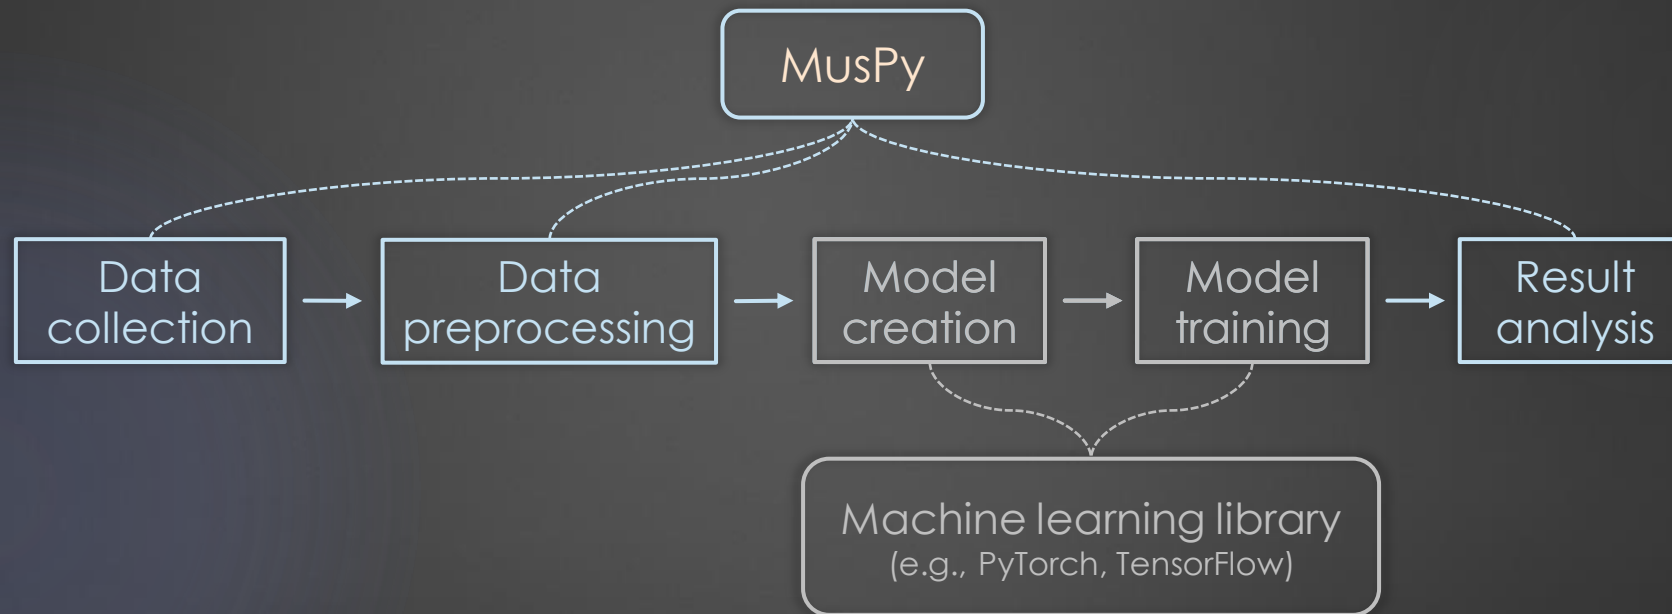 MusPy
Data
collection
Data
preprocessing
Model
creation
Model
training
Result
analysis
Machine learning library
(e.g., PyTorch, TensorFlow)